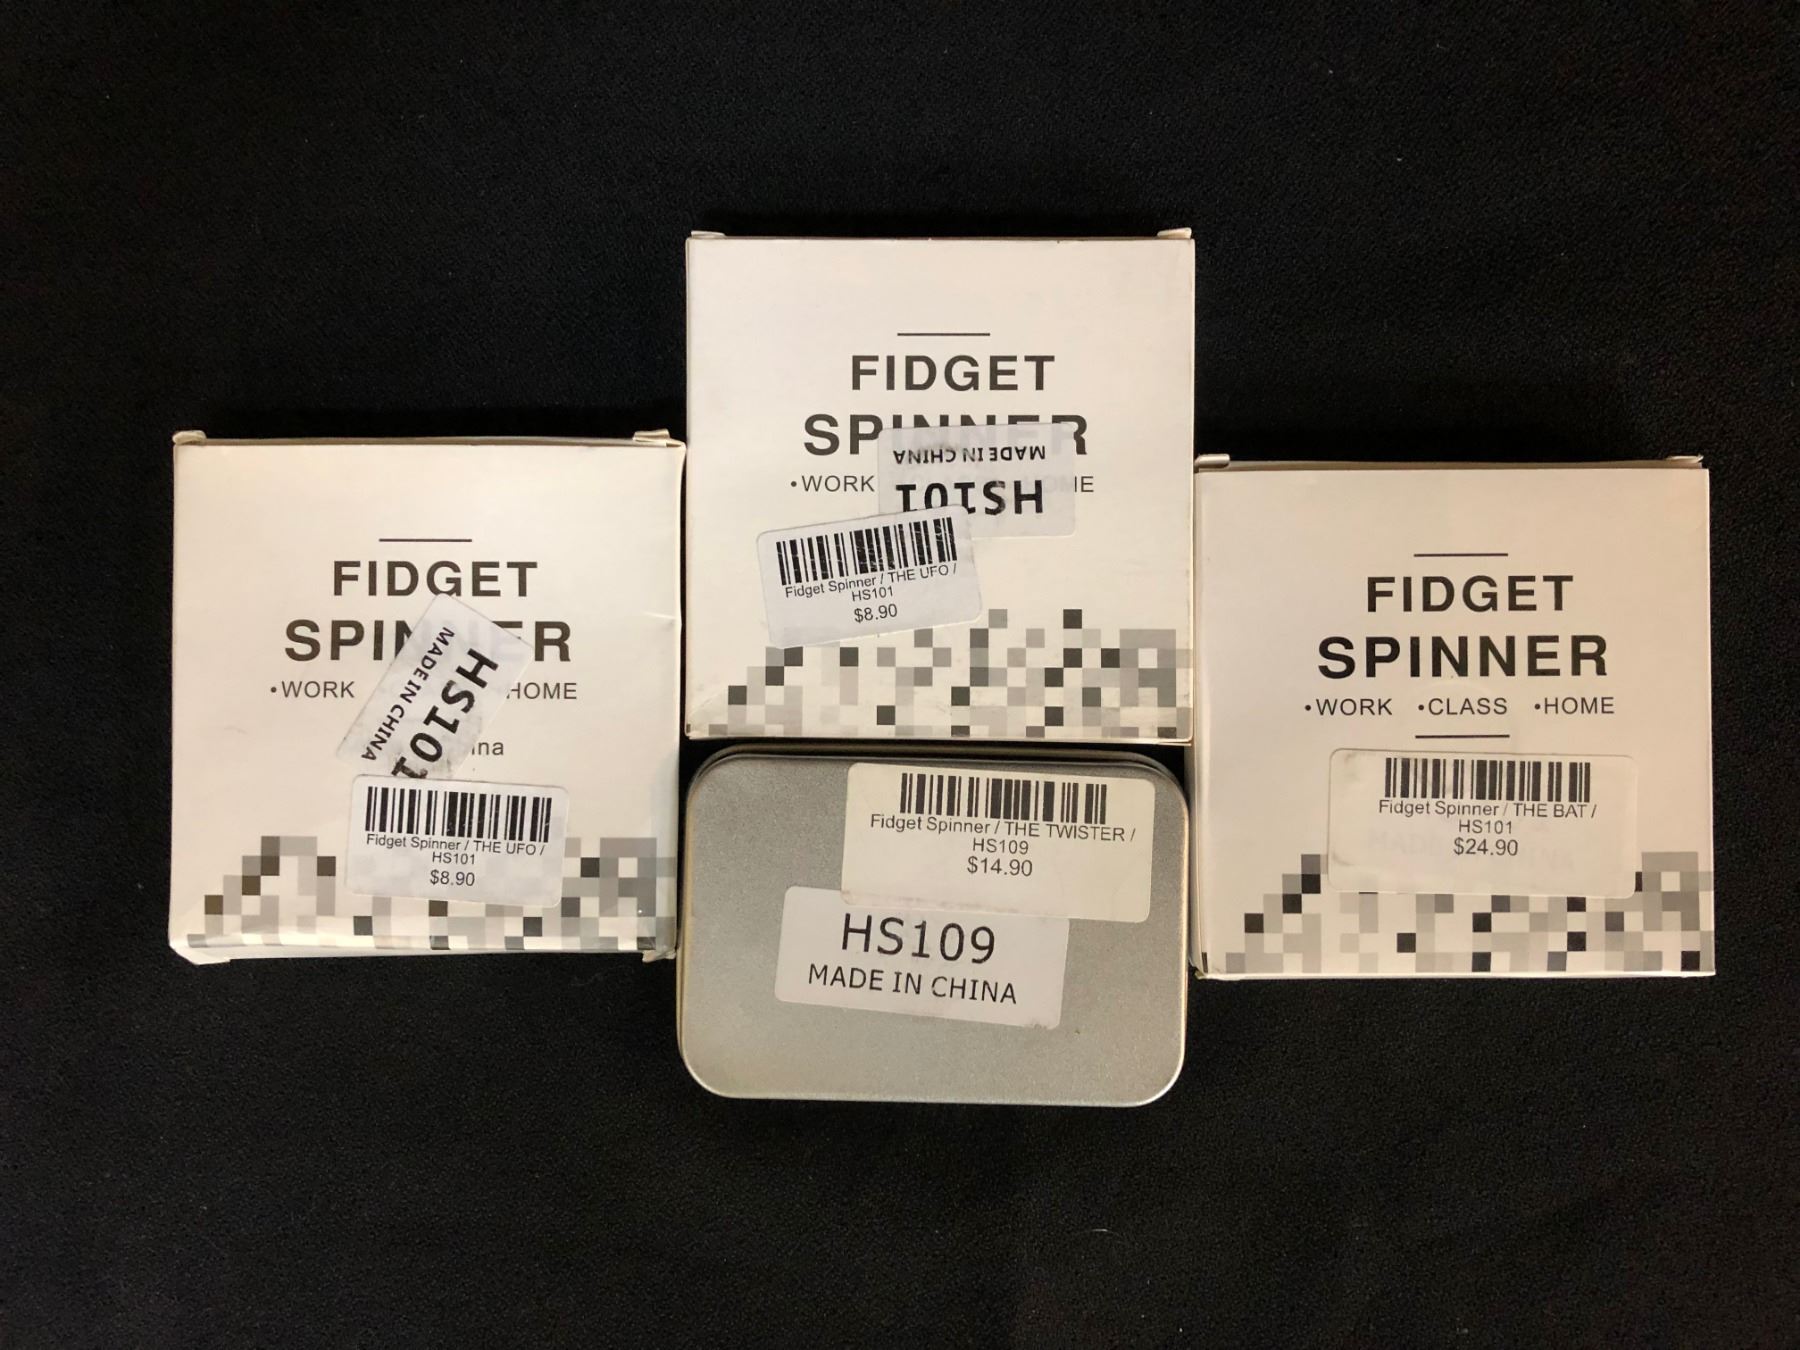 FIDGET
SPINNER
•WORK HOME
MADE IN CHINA
HS101
Fidget Spinner / THE UFO /
HS101
$8.90
FIDGET
SPINNER
•WORK HOME
HS101
MADE IN CHINA
Fidget Spinner / THE UFO /
HS101
$8.90
Fidget Spinner / THE TWISTER /
HS109
$14.90
HS109
MADE IN CHINA
FIDGET
SPINNER
•WORK •CLASS •HOME
Fidget Spinner / THE BAT /
HS101
$24.90